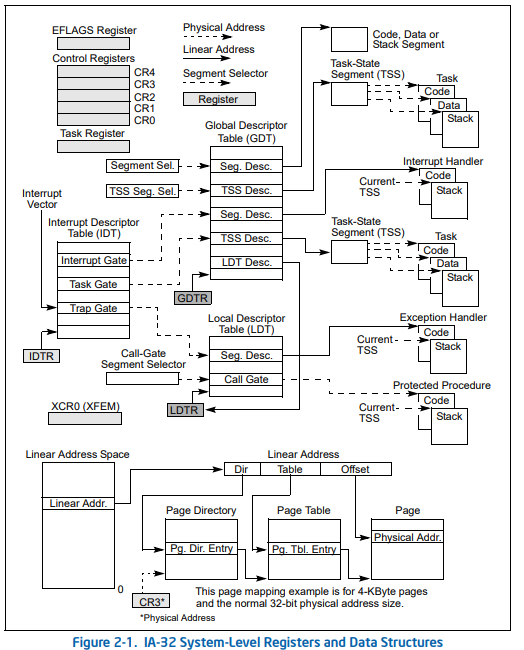 EFLAGS Register
Control Registers
CR4
CR3
CR2
CR1
CR0
Task Register
Physical Address
Linear Address
Segment Selector
Register
Code, Data or
Stack Segment
Task-State
Segment (TSS)
Task
Code
Data
Stack
Global Descriptor
Table (GDT)
Segment Sel.
Seg. Desc.
TSS Seg. Sel.
TSS Desc.
Seg. Desc.
TSS Desc.
LDT Desc.
GDTR
Interrupt Handler
Code
Current
TSS
Stack
Interrupt
Vector
Interrupt Descriptor
Table (IDT)
Interrupt Gate
Task Gate
Trap Gate
IDTR
Task-State
Segment (TSS)
Task
Code
Data
Stack
Local Descriptor
Table (LDT)
Seg. Desc.
Call Gate
LDTR
Call-Gate
Segment Selector
Exception Handler
Code
Current
TSS
Stack
Protected Procedure
Code
Current
TSS
Stack
XCR0 (XFEM)
Linear Address Space
Linear Addr.
0
Linear Address
Dir
Table
Offset
Page Directory
Pg. Dir. Entry
Page Table
Pg. Tbl. Entry
Page
Physical Addr.
CR3*
*Physical Address
This page mapping example is for 4-KByte pages
and the normal 32-bit physical address size.
Figure 2-1. IA-32 System-Level Registers and Data Structures